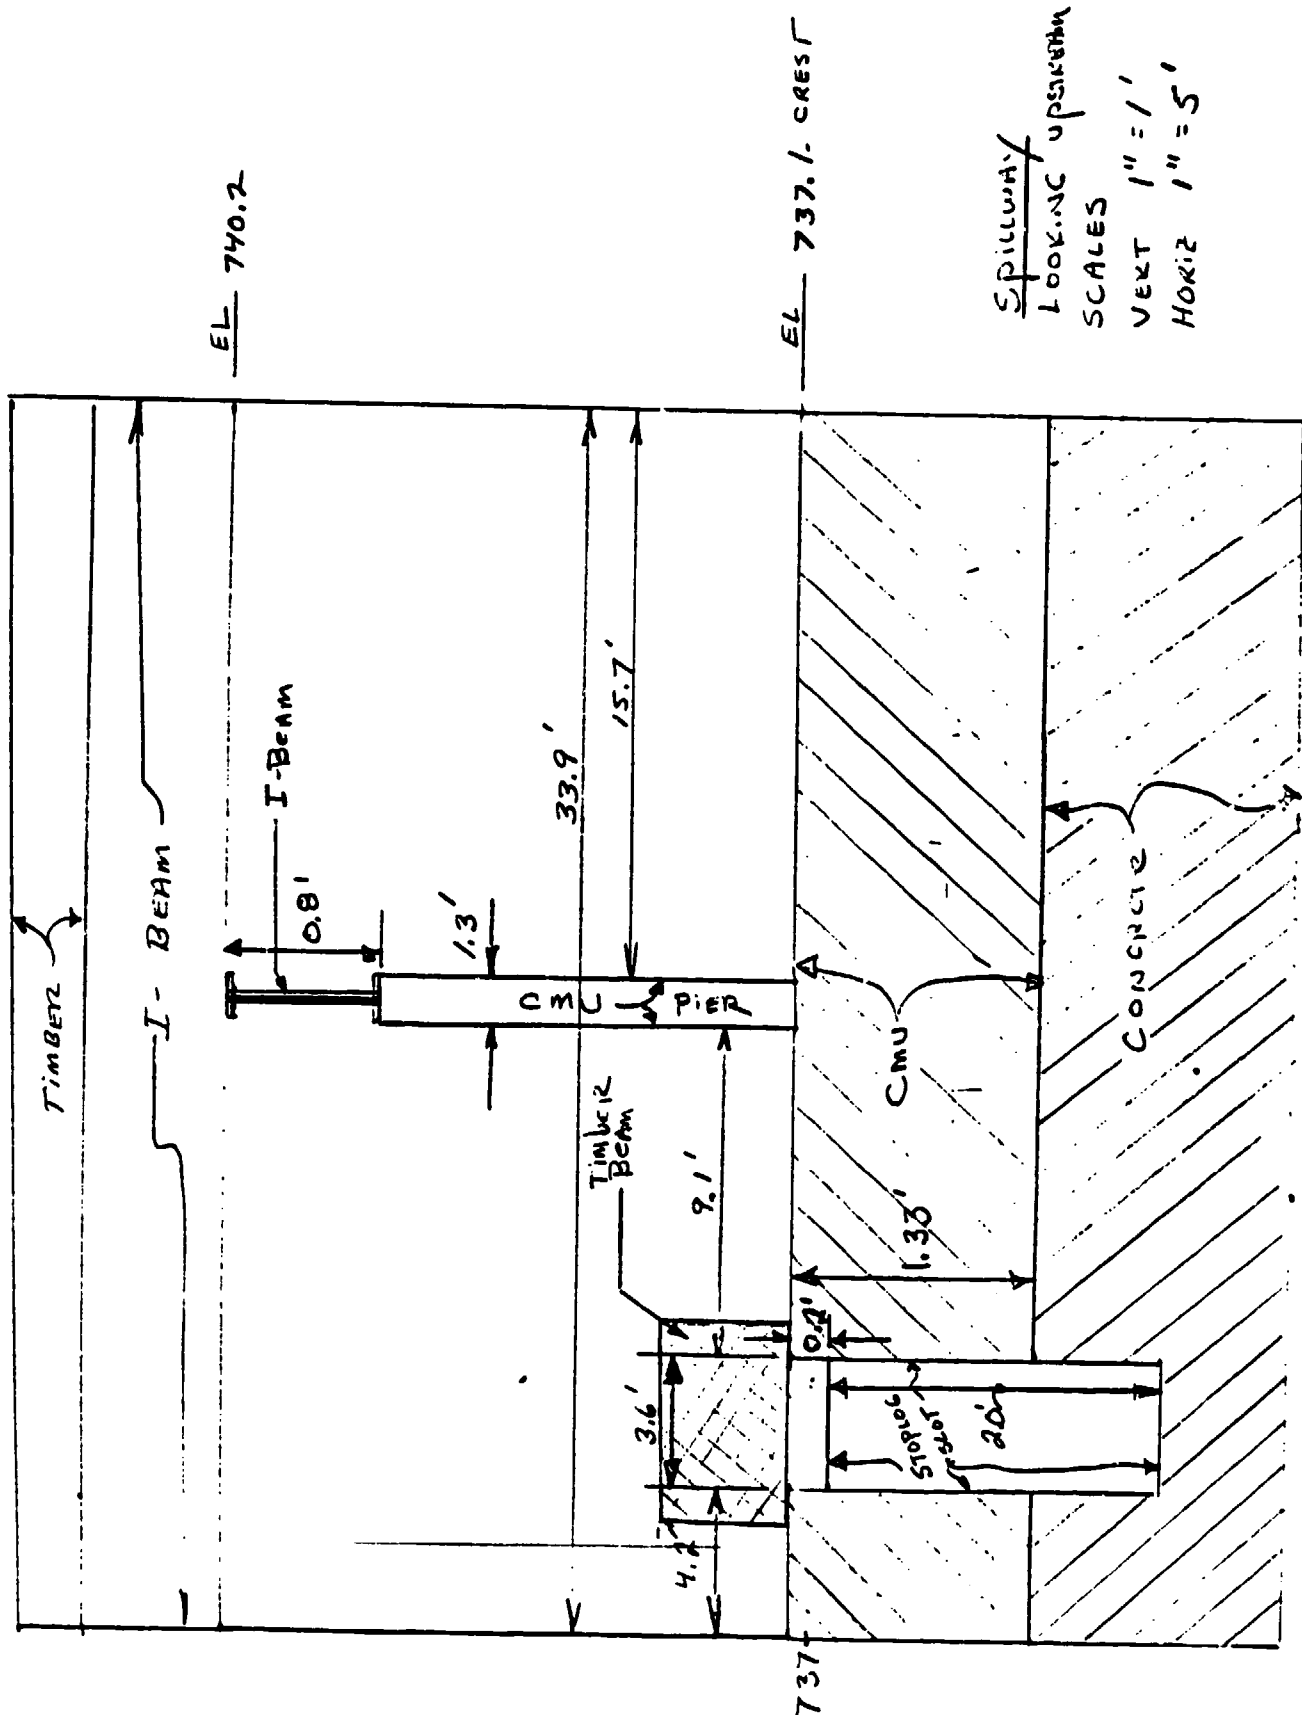 TIMBER
I- BEAM
EL 740.2
I-BEAM
0.8'
1.3'
CMU PIER
33.9'
15.7'
TIMBER
BEAM
9.1'
3.6'
4.2'
737
EL 737.1 CREST
0.2'
1.33'
CMU
STOPLOG
SLOT
CONCRETE
SPILLWAY
LOOKING UPSTREAM
SCALES
VERT 1" = 1'
HORIZ 1" = 5'